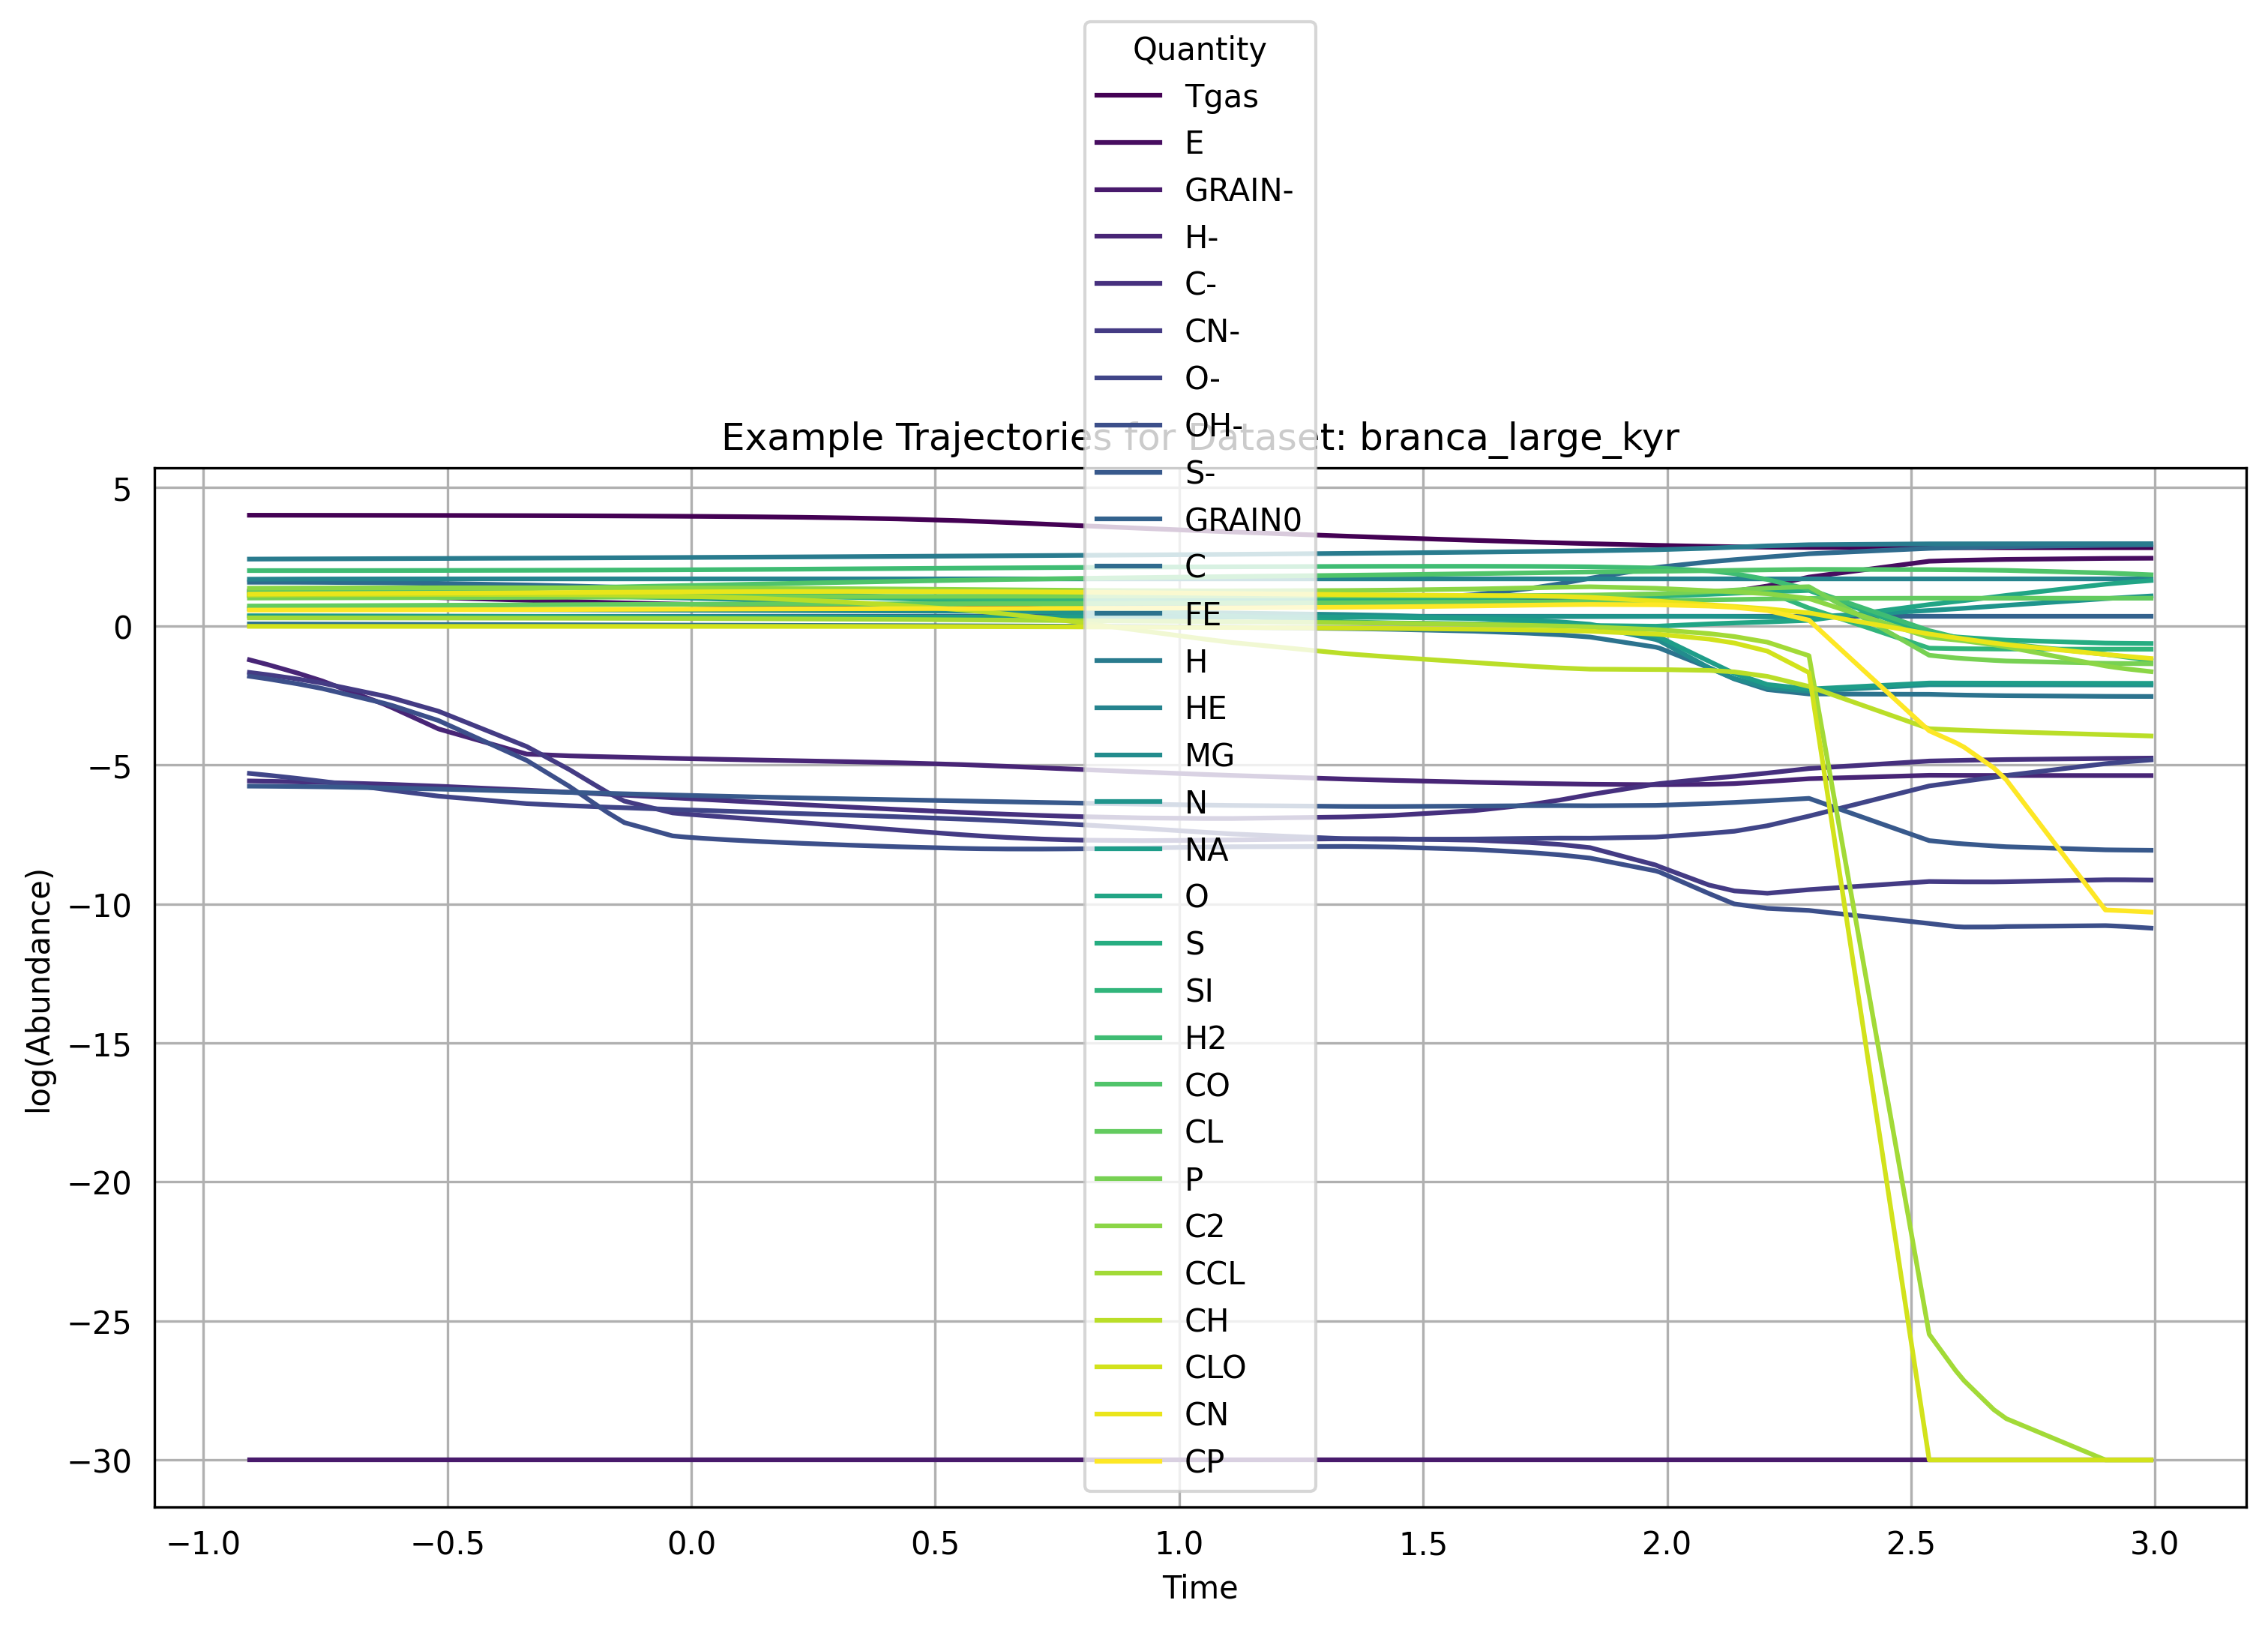 Quantity
Tgas
E
GRAIN-
H-
C-
CN-
O-
OH-
S-
GRAIN0
C
FE
H
HE
MG
N
NA
O
S
SI
H2
CO
CL
P
C2
CCL
CH
CLO
CN
CP
Example Trajectories for Dataset: branca_large_kyr
log(Abundance)
5
0
−5
−10
−15
−20
−25
−30
−1.0 −0.5 0.0 0.5 1.0 1.5 2.0 2.5 3.0
Time